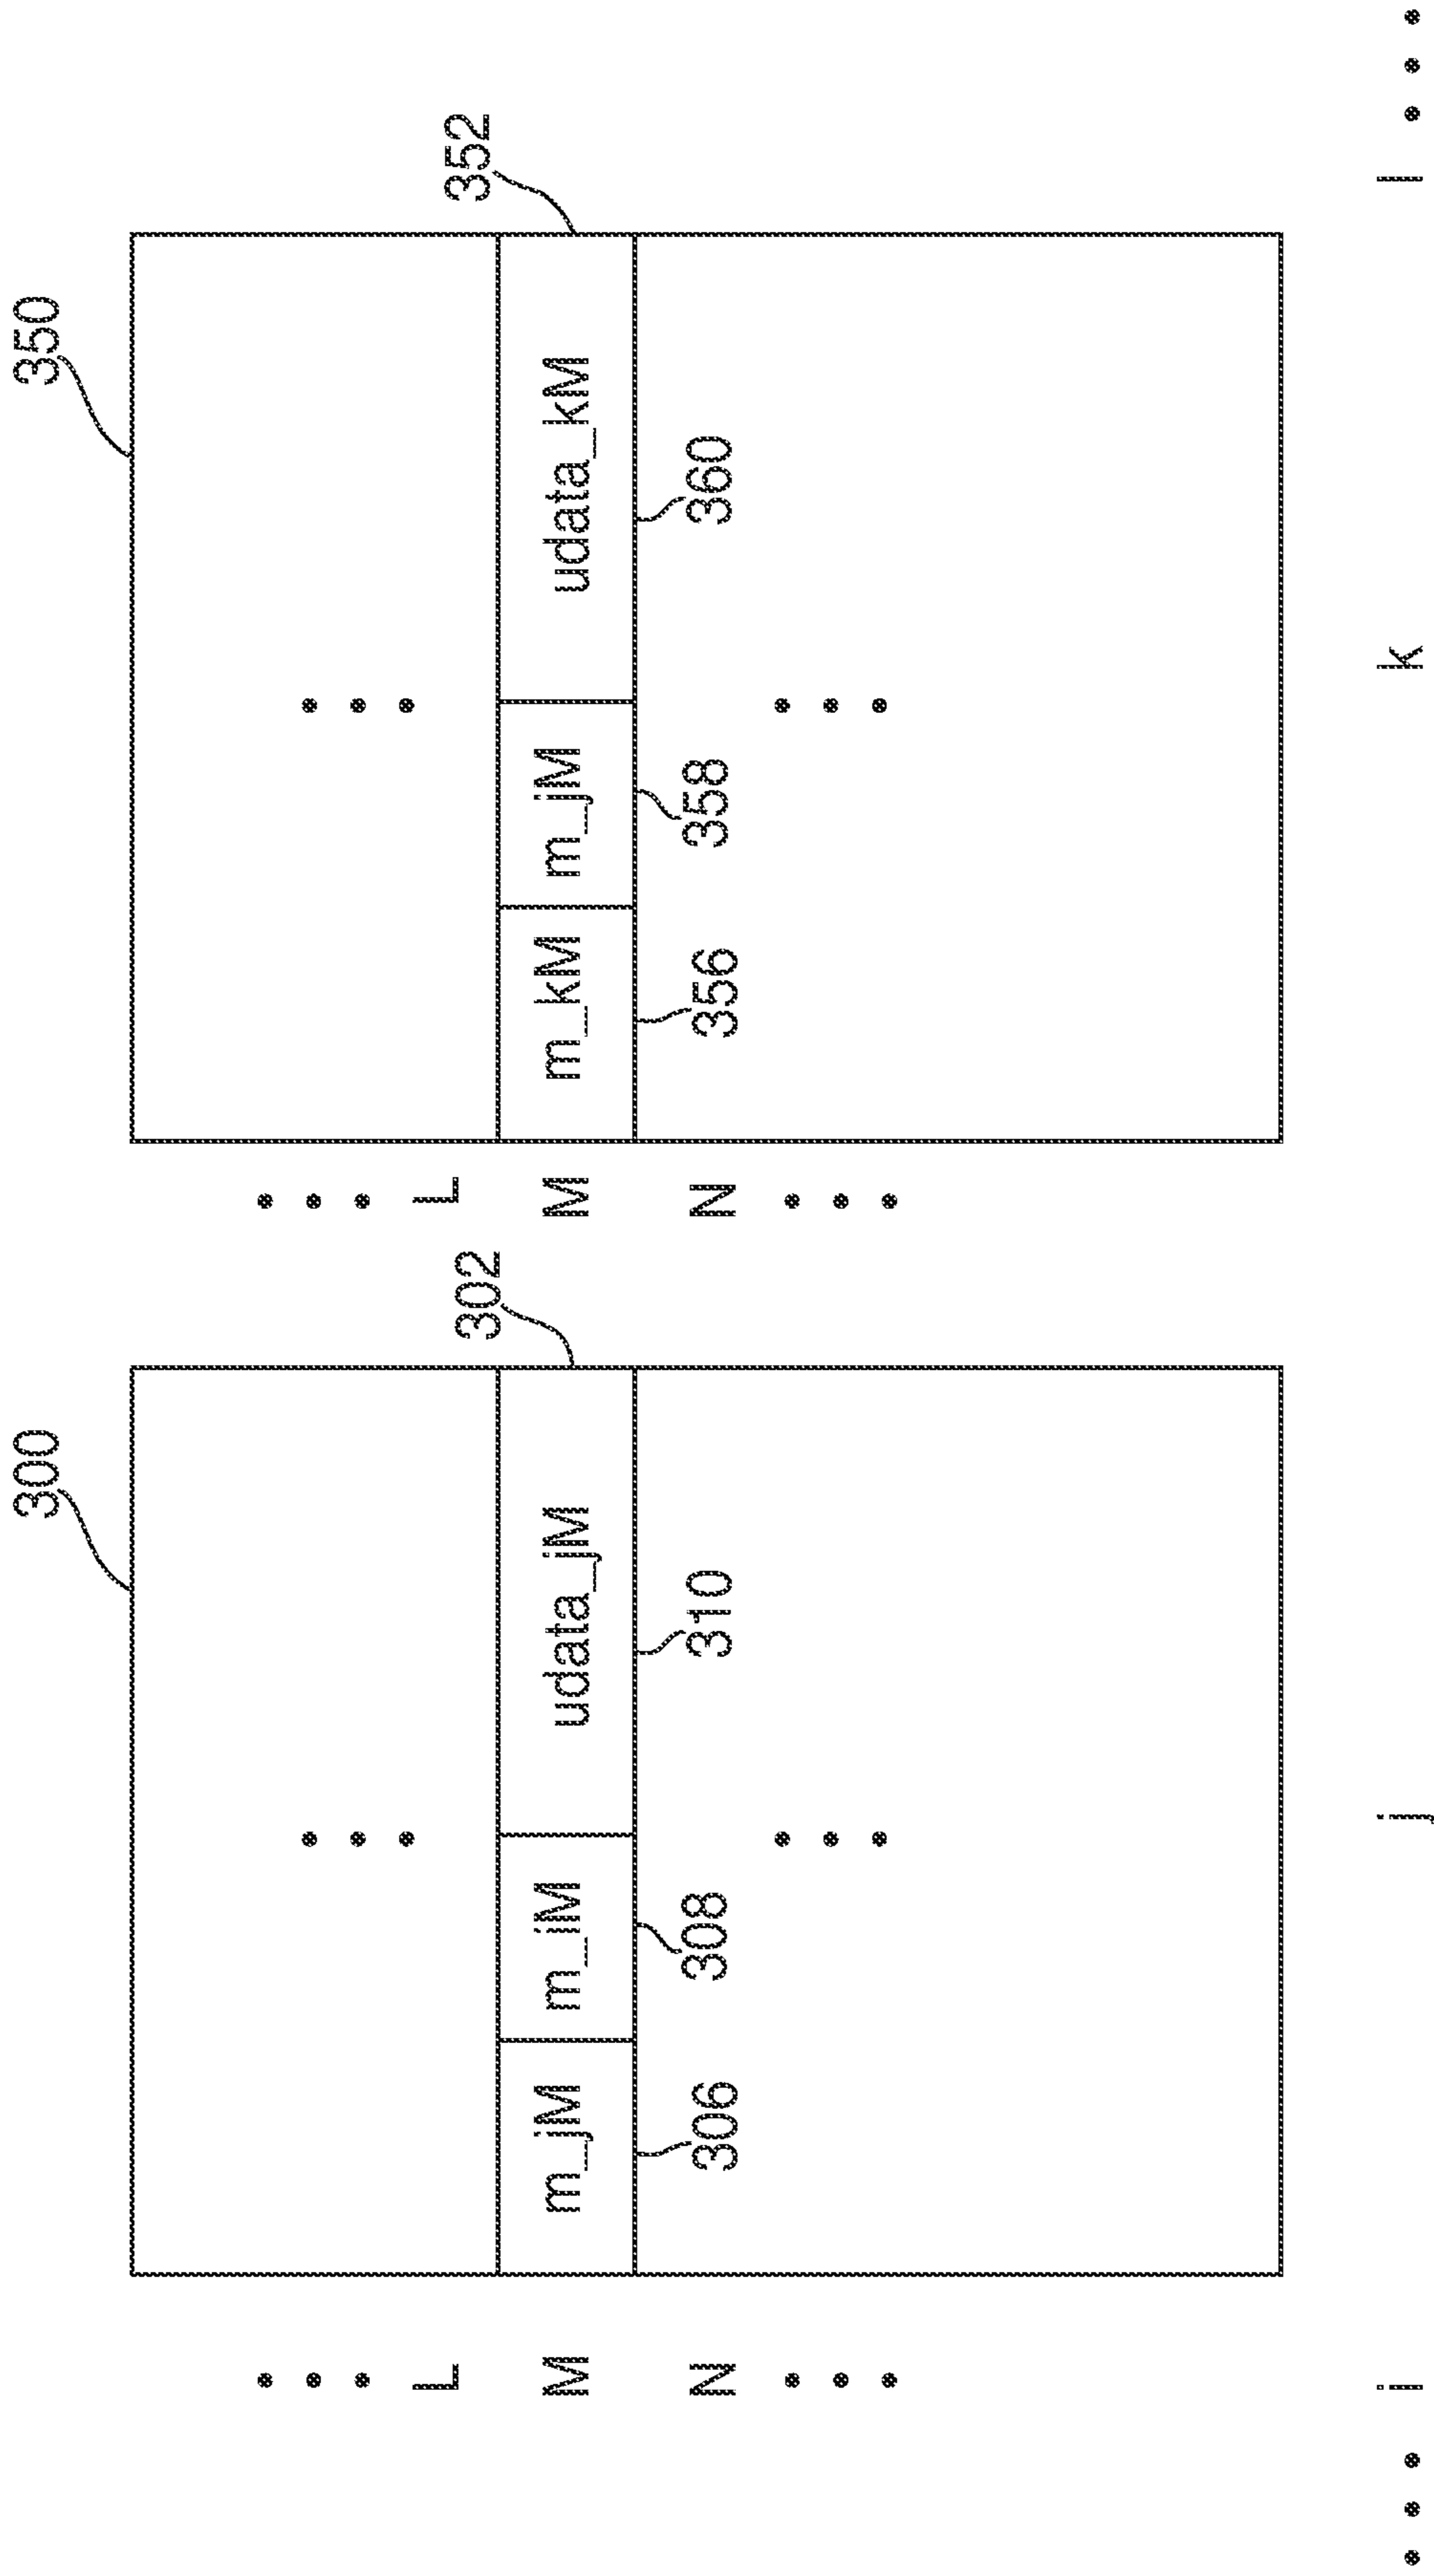 300 350
L 302 L 352
M m_jM m_iM udata_jM M m_kM m_jM udata_kM
N 306 308 310 N 356 358 360
i j k l